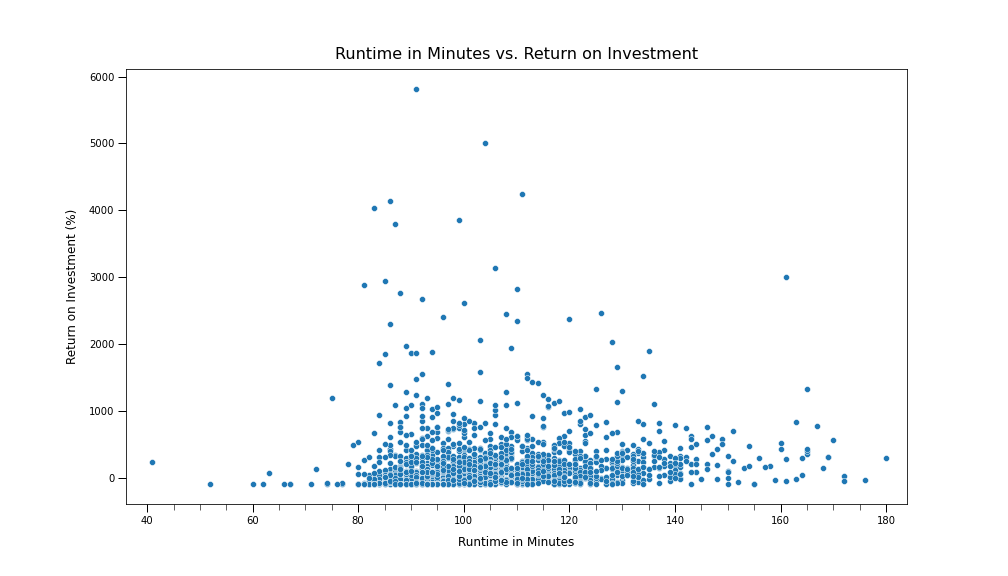 Runtime in Minutes vs. Return on Investment
6000
5000
4000
3000
2000
1000
0
Return on Investment (%)
40 60 80 100 120 140 160 180
Runtime in Minutes